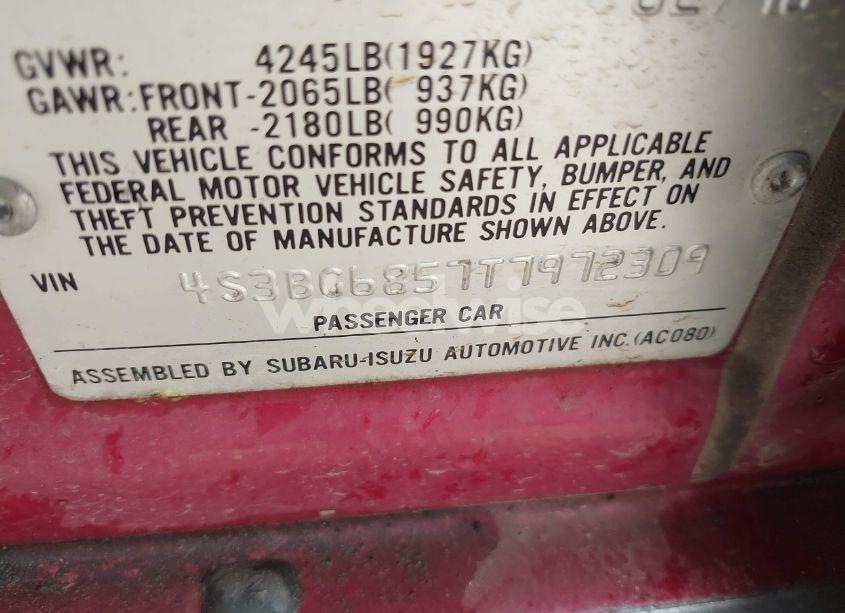 GVWR: 4245LB(1927KG)
GAWR:FRONT-2065LB( 937KG)
REAR -2180LB( 990KG)
THIS VEHICLE CONFORMS TO ALL APPLICABLE
FEDERAL MOTOR VEHICLE SAFETY, BUMPER, AND
THEFT PREVENTION STANDARDS IN EFFECT ON
THE DATE OF MANUFACTURE SHOWN ABOVE.
VIN 4S3BG6857T7972309
wheelwise
PASSENGER CAR
ASSEMBLED BY SUBARU-ISUZU AUTOMOTIVE INC.(AC080)